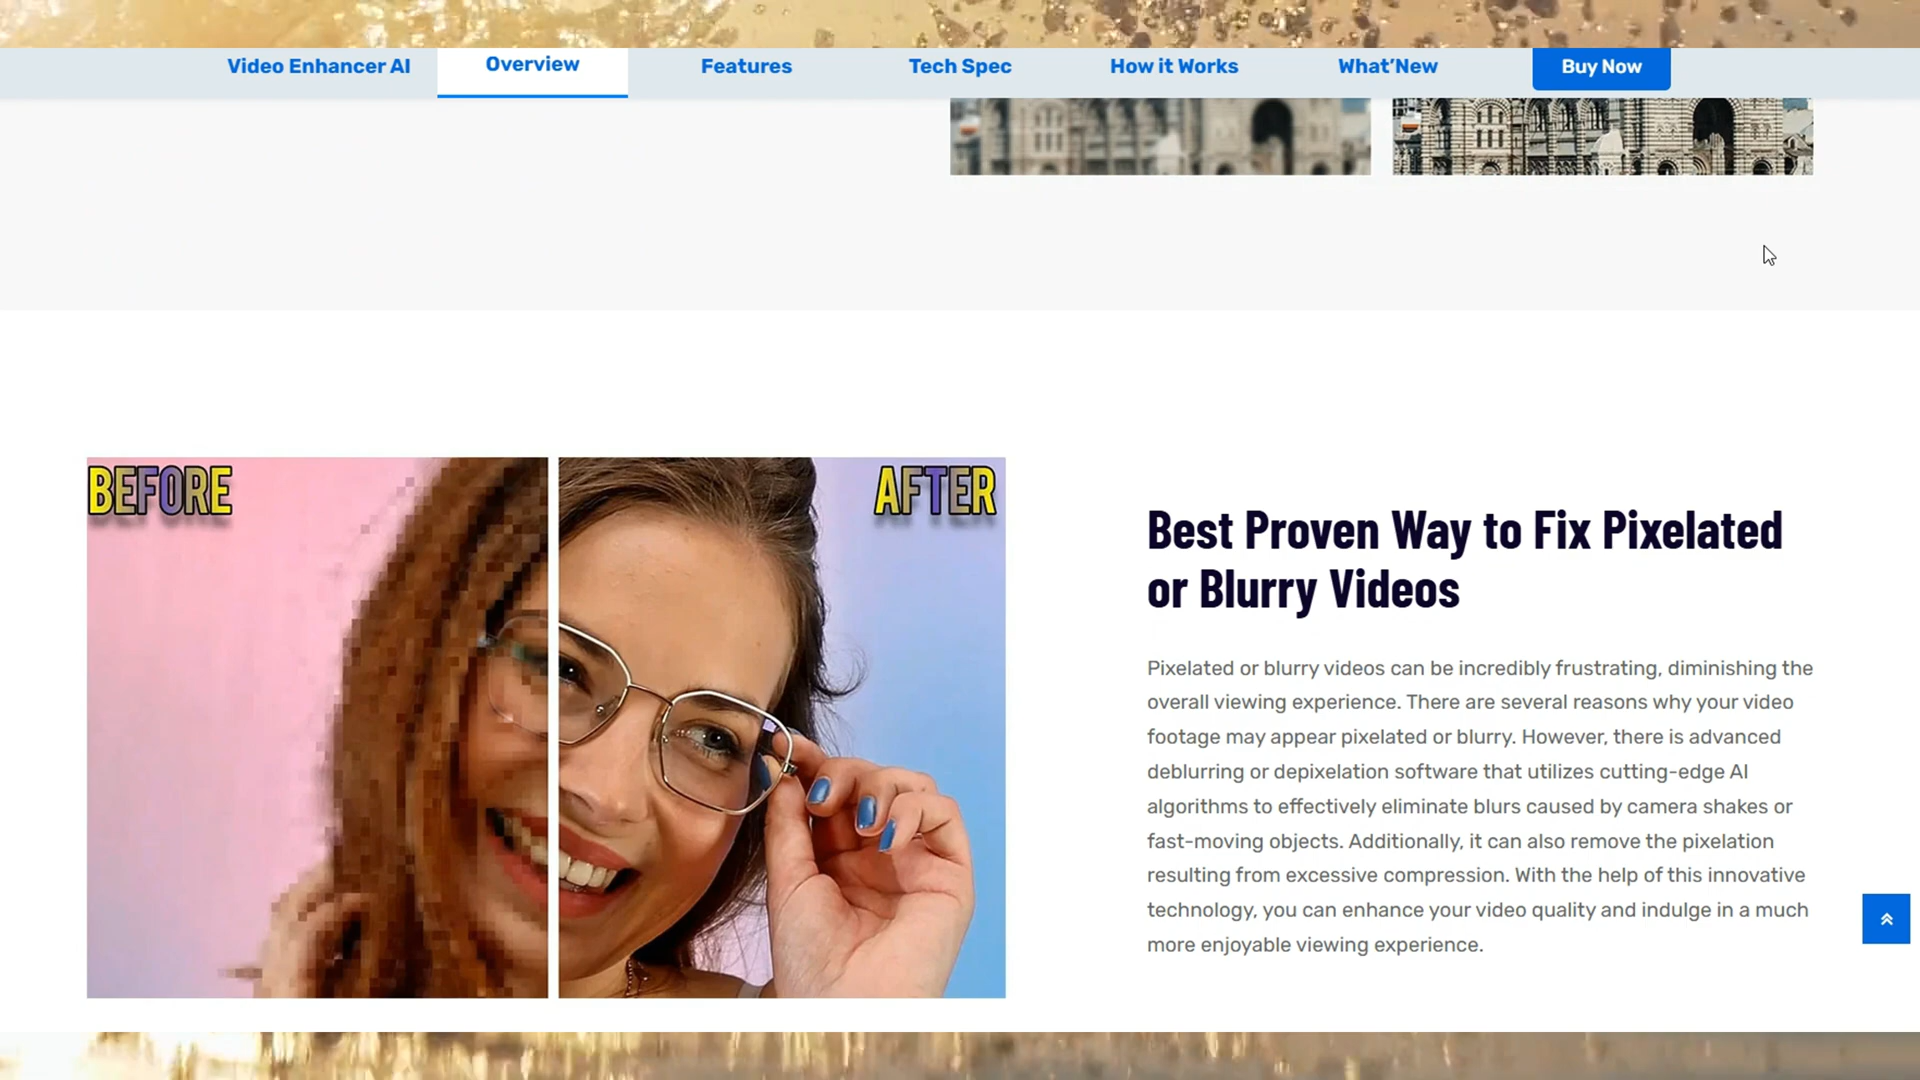 Video Enhancer AI
Overview
Features
Tech Spec
How it Works
What’New
Buy Now
BEFORE
AFTER
Best Proven Way to Fix Pixelated
or Blurry Videos
Pixelated or blurry videos can be incredibly frustrating, diminishing the
overall viewing experience. There are several reasons why your video
footage may appear pixelated or blurry. However, there is advanced
deblurring or depixelation software that utilizes cutting-edge AI
algorithms to effectively eliminate blurs caused by camera shakes or
fast-moving objects. Additionally, it can also remove the pixelation
resulting from excessive compression. With the help of this innovative
technology, you can enhance your video quality and indulge in a much
more enjoyable viewing experience.